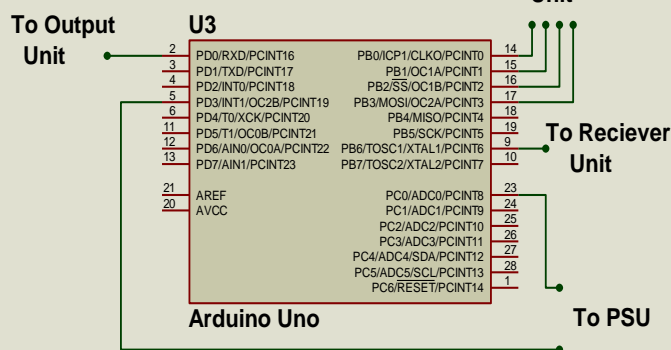 Unit
To Output
Unit
U3
2 PD0/RXD/PCINT16
3 PD1/TXD/PCINT17
4 PD2/INT0/PCINT18
5 PD3/INT1/OC2B/PCINT19
6 PD4/T0/XCK/PCINT20
11 PD5/T1/OC0B/PCINT21
12 PD6/AIN0/OC0A/PCINT22
13 PD7/AIN1/PCINT23
21 AREF
20 AVCC
PB0/ICP1/CLKO/PCINT0 14
PB1/OC1A/PCINT1 15
PB2/SS/OC1B/PCINT2 16
PB3/MOSI/OC2A/PCINT3 17
PB4/MISO/PCINT4 18
PB5/SCK/PCINT5 19
PB6/TOSC1/XTAL1/PCINT6 9
PB7/TOSC2/XTAL2/PCINT7 10
PC0/ADC0/PCINT8 23
PC1/ADC1/PCINT9 24
PC2/ADC2/PCINT10 25
PC3/ADC3/PCINT11 26
PC4/ADC4/SDA/PCINT12 27
PC5/ADC5/SCL/PCINT13 28
PC6/RESET/PCINT14 1
To Reciever
Unit
To PSU
Arduino Uno